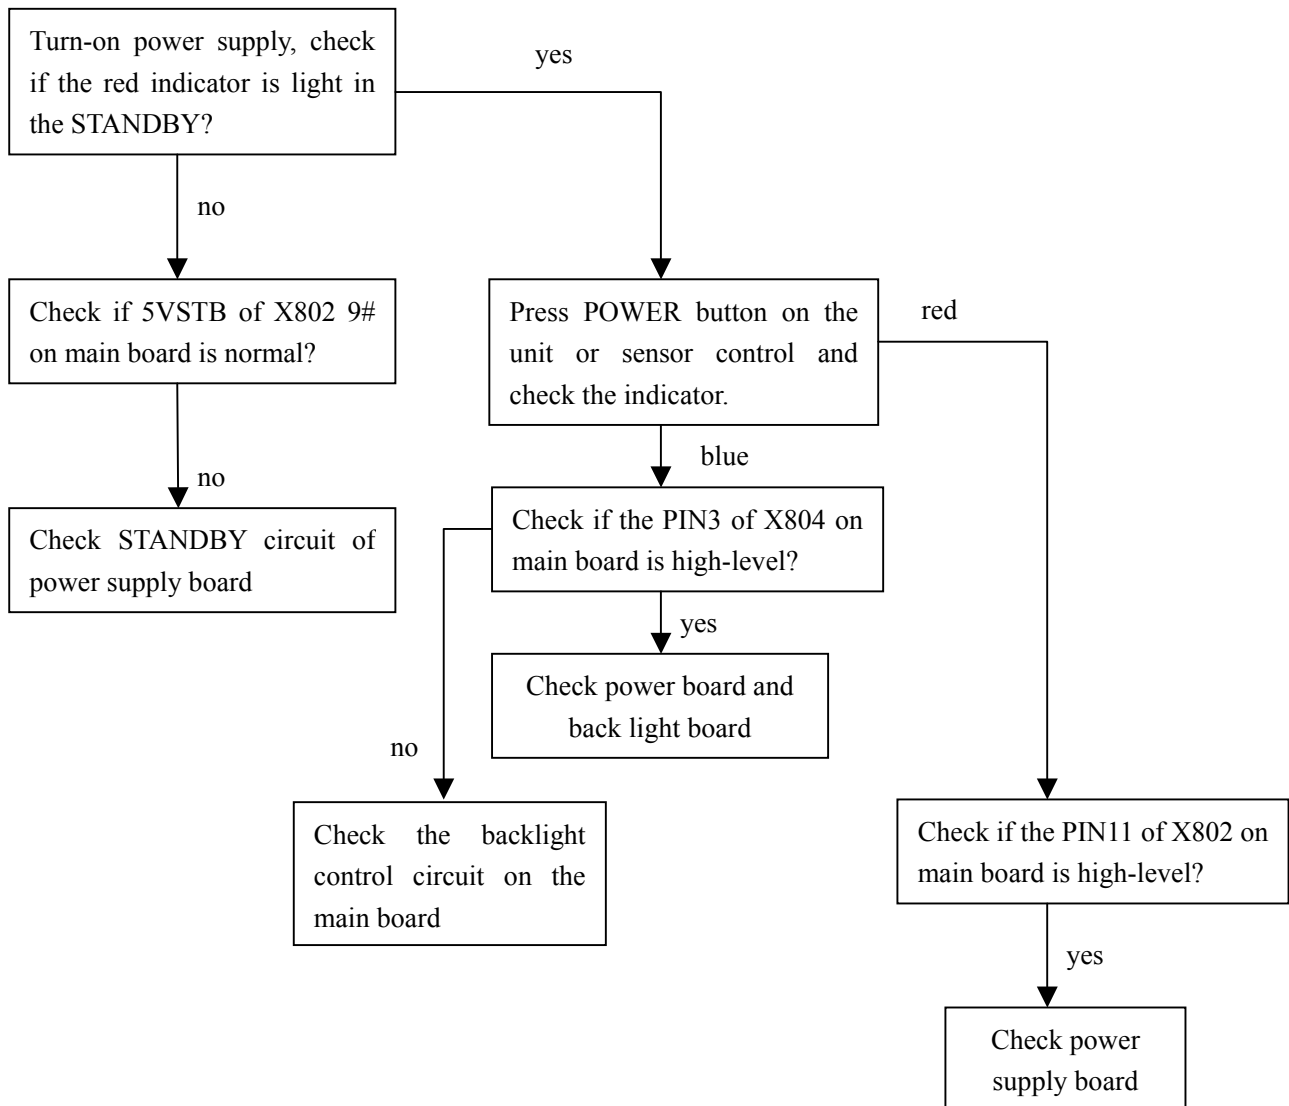 Turn-on power supply, check
if the red indicator is light in
the STANDBY?
yes
no
Check if 5VSTB of X802 9#
on main board is normal?
Press POWER button on the
unit or sensor control and
check the indicator.
red
blue
no
Check STANDBY circuit of
power supply board
Check if the PIN3 of X804 on
main board is high-level?
yes
Check power board and
back light board
no
Check the backlight
control circuit on the
main board
Check if the PIN11 of X802 on
main board is high-level?
yes
Check power
supply board